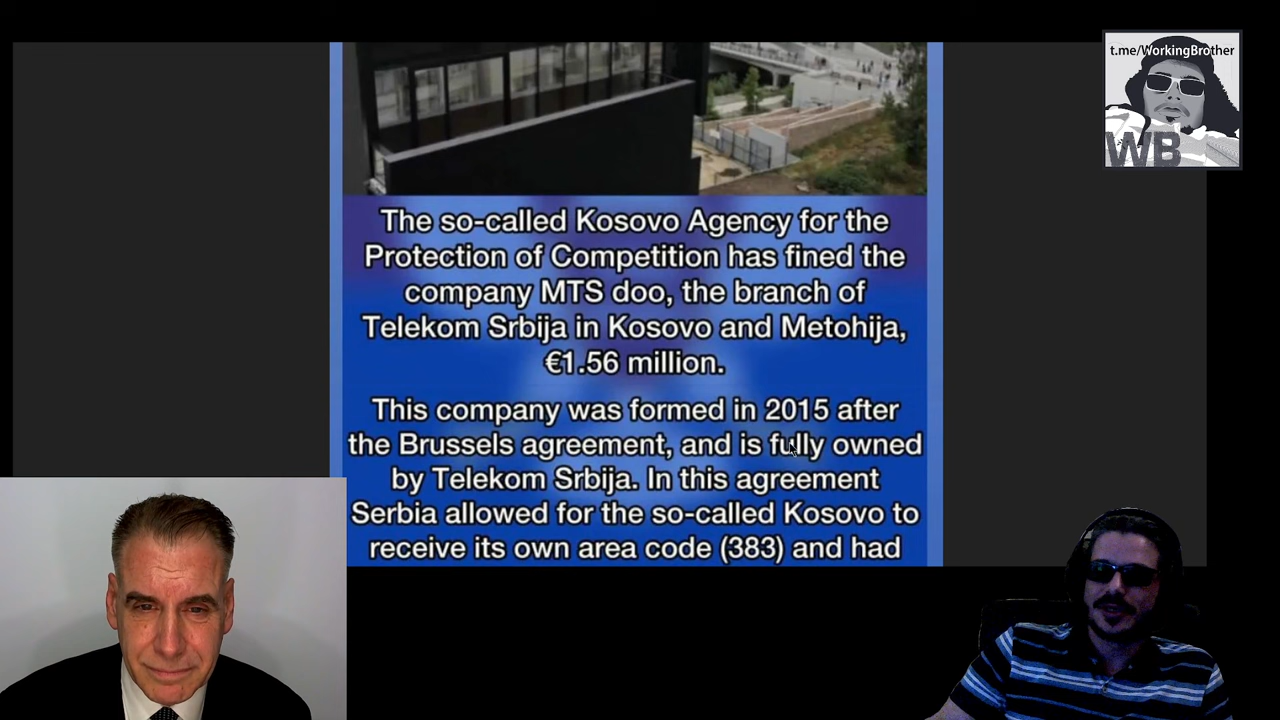 t.me/WorkingBrother
WB
The so-called Kosovo Agency for the
Protection of Competition has fined the
company MTS doo, the branch of
Telekom Srbija in Kosovo and Metohija,
€1.56 million.
This company was formed in 2015 after
the Brussels agreement, and is fully owned
by Telekom Srbija. In this agreement
Serbia allowed for the so-called Kosovo to
receive its own area code (383) and had